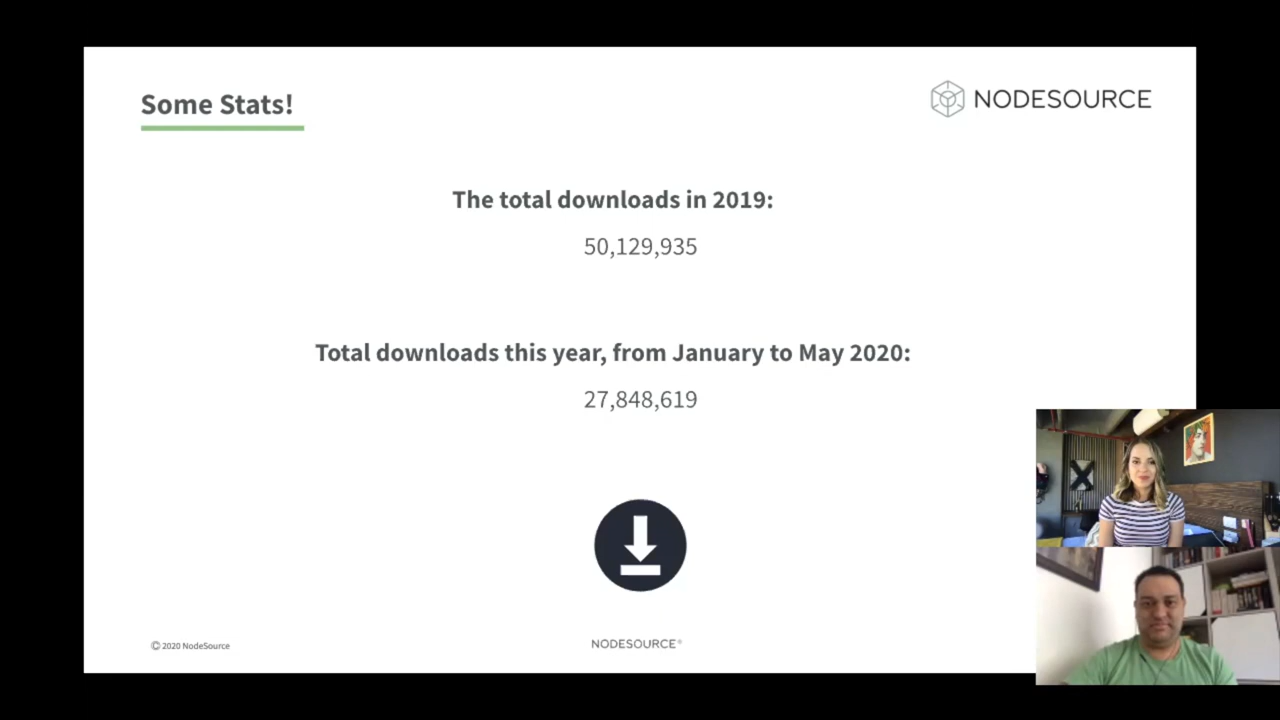 Some Stats!
NODESOURCE
The total downloads in 2019:
50,129,935
Total downloads this year, from January to May 2020:
27,848,619
© 2020 NodeSource
NODESOURCE®